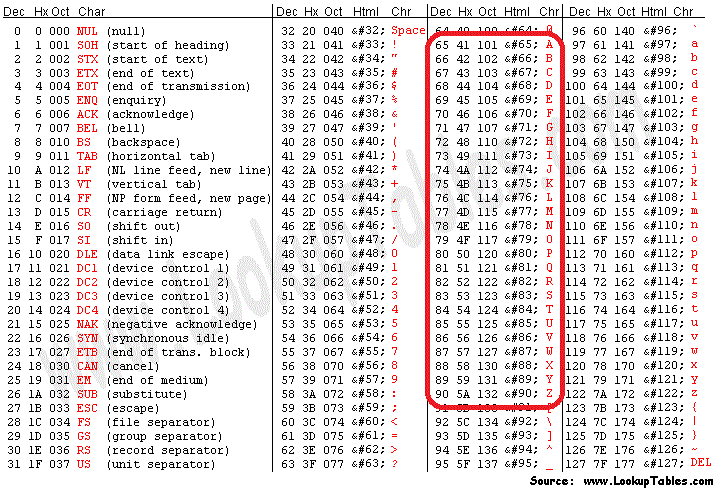 Dec Hx Oct Char Dec Hx Oct Html Chr Dec Hx Oct Html Chr Dec Hx Oct Html Chr
0 0 000 NUL (null) 32 20 040 &#32; Space 64 40 100 &#64; @ 96 60 140 &#96; `
1 1 001 SOH (start of heading) 33 21 041 &#33; ! 65 41 101 &#65; A 97 61 141 &#97; a
2 2 002 STX (start of text) 34 22 042 &#34; " 66 42 102 &#66; B 98 62 142 &#98; b
3 3 003 ETX (end of text) 35 23 043 &#35; # 67 43 103 &#67; C 99 63 143 &#99; c
4 4 004 EOT (end of transmission) 36 24 044 &#36; $ 68 44 104 &#68; D 100 64 144 &#100; d
5 5 005 ENQ (enquiry) 37 25 045 &#37; % 69 45 105 &#69; E 101 65 145 &#101; e
6 6 006 ACK (acknowledge) 38 26 046 &#38; & 70 46 106 &#70; F 102 66 146 &#102; f
7 7 007 BEL (bell) 39 27 047 &#39; ' 71 47 107 &#71; G 103 67 147 &#103; g
8 8 010 BS (backspace) 40 28 050 &#40; ( 72 48 110 &#72; H 104 68 150 &#104; h
9 9 011 TAB (horizontal tab) 41 29 051 &#41; ) 73 49 111 &#73; I 105 69 151 &#105; i
10 A 012 LF (NL line feed, new line) 42 2A 052 &#42; * 74 4A 112 &#74; J 106 6A 152 &#106; j
11 B 013 VT (vertical tab) 43 2B 053 &#43; + 75 4B 113 &#75; K 107 6B 153 &#107; k
12 C 014 FF (NP form feed, new page) 44 2C 054 &#44; , 76 4C 114 &#76; L 108 6C 154 &#108; l
13 D 015 CR (carriage return) 45 2D 055 &#45; - 77 4D 115 &#77; M 109 6D 155 &#109; m
14 E 016 SO (shift out) 46 2E 056 &#46; . 78 4E 116 &#78; N 110 6E 156 &#110; n
15 F 017 SI (shift in) 47 2F 057 &#47; / 79 4F 117 &#79; O 111 6F 157 &#111; o
16 10 020 DLE (data link escape) 48 30 060 &#48; 0 80 50 120 &#80; P 112 70 160 &#112; p
17 11 021 DC1 (device control 1) 49 31 061 &#49; 1 81 51 121 &#81; Q 113 71 161 &#113; q
18 12 022 DC2 (device control 2) 50 32 062 &#50; 2 82 52 122 &#82; R 114 72 162 &#114; r
19 13 023 DC3 (device control 3) 51 33 063 &#51; 3 83 53 123 &#83; S 115 73 163 &#115; s
20 14 024 DC4 (device control 4) 52 34 064 &#52; 4 84 54 124 &#84; T 116 74 164 &#116; t
21 15 025 NAK (negative acknowledge) 53 35 065 &#53; 5 85 55 125 &#85; U 117 75 165 &#117; u
22 16 026 SYN (synchronous idle) 54 36 066 &#54; 6 86 56 126 &#86; V 118 76 166 &#118; v
23 17 027 ETB (end of trans. block) 55 37 067 &#55; 7 87 57 127 &#87; W 119 77 167 &#119; w
24 18 030 CAN (cancel) 56 38 070 &#56; 8 88 58 130 &#88; X 120 78 170 &#120; x
25 19 031 EM (end of medium) 57 39 071 &#57; 9 89 59 131 &#89; Y 121 79 171 &#121; y
26 1A 032 SUB (substitute) 58 3A 072 &#58; : 90 5A 132 &#90; Z 122 7A 172 &#122; z
27 1B 033 ESC (escape) 59 3B 073 &#59; ; 91 5B 133 &#91; [ 123 7B 173 &#123; {
28 1C 034 FS (file separator) 60 3C 074 &#60; < 92 5C 134 &#92; \ 124 7C 174 &#124; |
29 1D 035 GS (group separator) 61 3D 075 &#61; = 93 5D 135 &#93; ] 125 7D 175 &#125; }
30 1E 036 RS (record separator) 62 3E 076 &#62; > 94 5E 136 &#94; ^ 126 7E 176 &#126; ~
31 1F 037 US (unit separator) 63 3F 077 &#63; ? 95 5F 137 &#95; _ 127 7F 177 &#127; DEL
www.LookupTables.com
Source: www.LookupTables.com